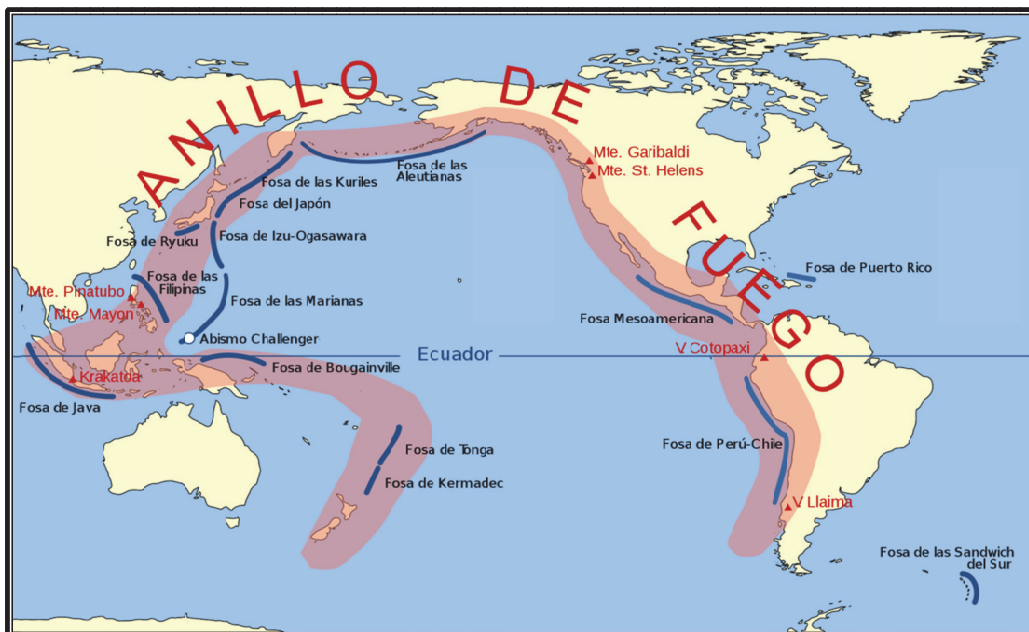 ANILLO DE FUEGO
Mte. Garibaldi
Mte. St. Helens
Fosa de las
Aleutianas
Fosa de las Kuriles
Fosa del Japón
Fosa de Ryuku
Fosa de Izu-Ogasawara
Fosa de las
Filipinas
Fosa de Puerto Rico
Mte. Pinatubo
Mte. Mayon
Fosa de las Marianas
Fosa Mesoamericana
Abismo Challenger
Ecuador
V. Cotopaxi
Fosa de Bougainville
Krakatoa
Fosa de Java
Fosa de Tonga
Fosa de Perú-Chie
Fosa de Kermadec
V. Llaima
Fosa de las Sandwich
del Sur